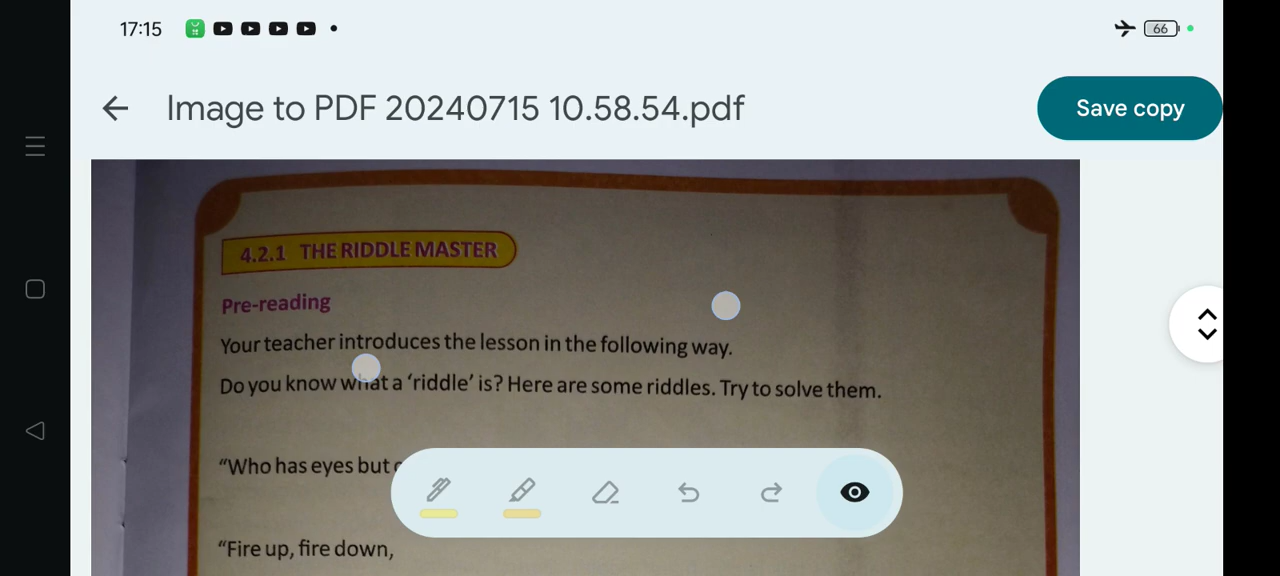 17:15
66
Image to PDF 20240715 10.58.54.pdf
Save copy
4.2.1 THE RIDDLE MASTER
Pre-reading
Your teacher introduces the lesson in the following way.
Do you know what a ‘riddle’ is? Here are some riddles. Try to solve them.
“Who has eyes but
“Fire up, fire down,